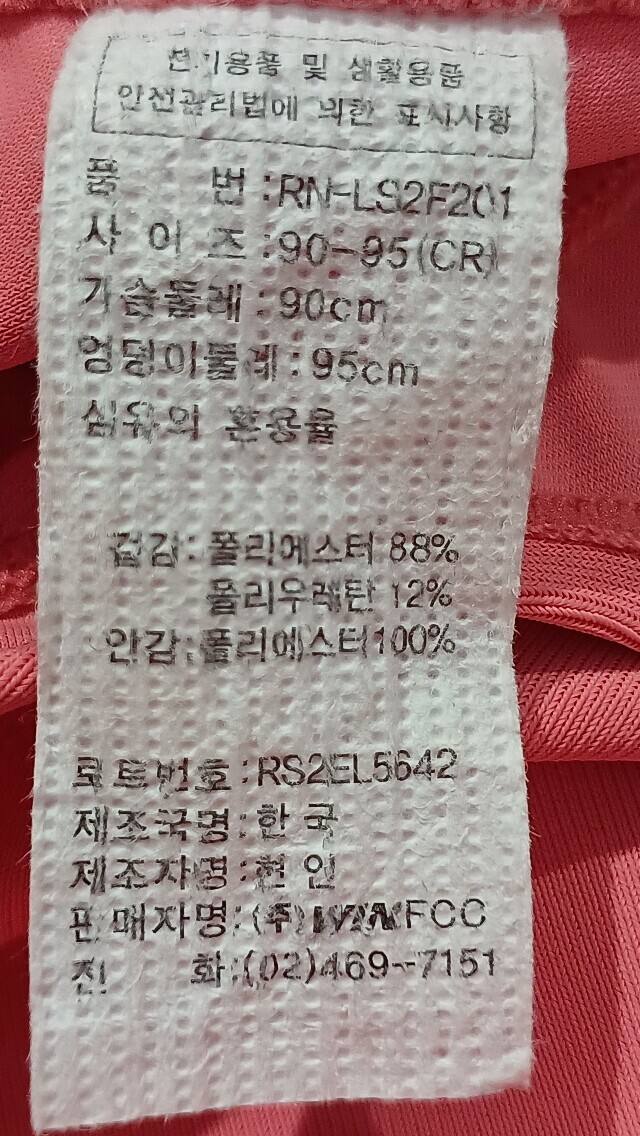 전기용품 및 생활용품
안전관리법에 의한 표시사항
품 번 : RN-LS2F201
사 이 즈 : 90-95(CR)
가슴둘레 : 90cm
엉덩이둘레 : 95cm
섬유의 혼용율
겉감: 폴리에스터 88%
폴리우레탄 12%
안감: 폴리에스터100%
로트번호 : RS2EL5642
제조국명 : 한 국
제조자명 : 현 인
판매자명: (주) FCC
전 화:(02)469-7151